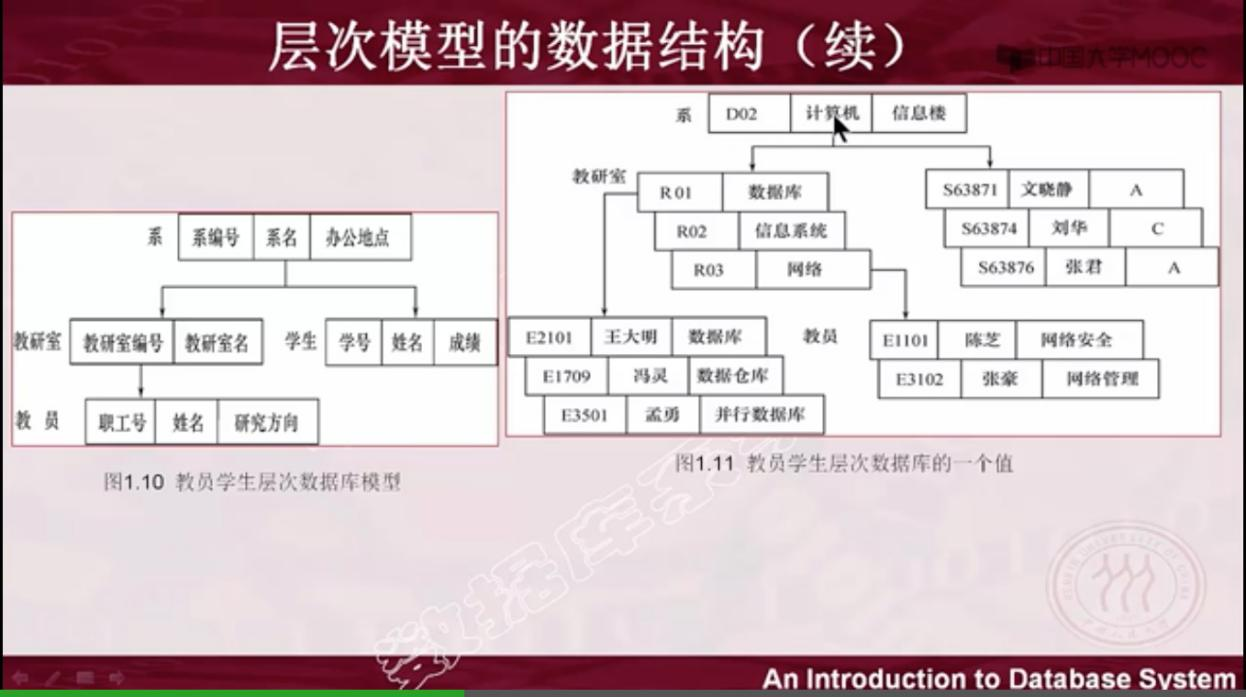 层次模型的数据结构（续）
中国大学MOOC
系 系编号 系名 办公地点
教研室 教研室编号 教研室名 学生 学号 姓名 成绩
教 员 职工号 姓名 研究方向
图1.10 教员学生层次数据库模型
系 D02 计算机 信息楼
教研室 R01 数据库
R02 信息系统
R03 网络
S63871 文晓静 A
S63874 刘华 C
S63876 张君 A
E2101 王大明 数据库
E1709 冯灵 数据仓库
E3501 孟勇 并行数据库
教员 E1101 陈芝 网络安全
E3102 张豪 网络管理
图1.11 教员学生层次数据库的一个值
数据库系
An Introduction to Database System